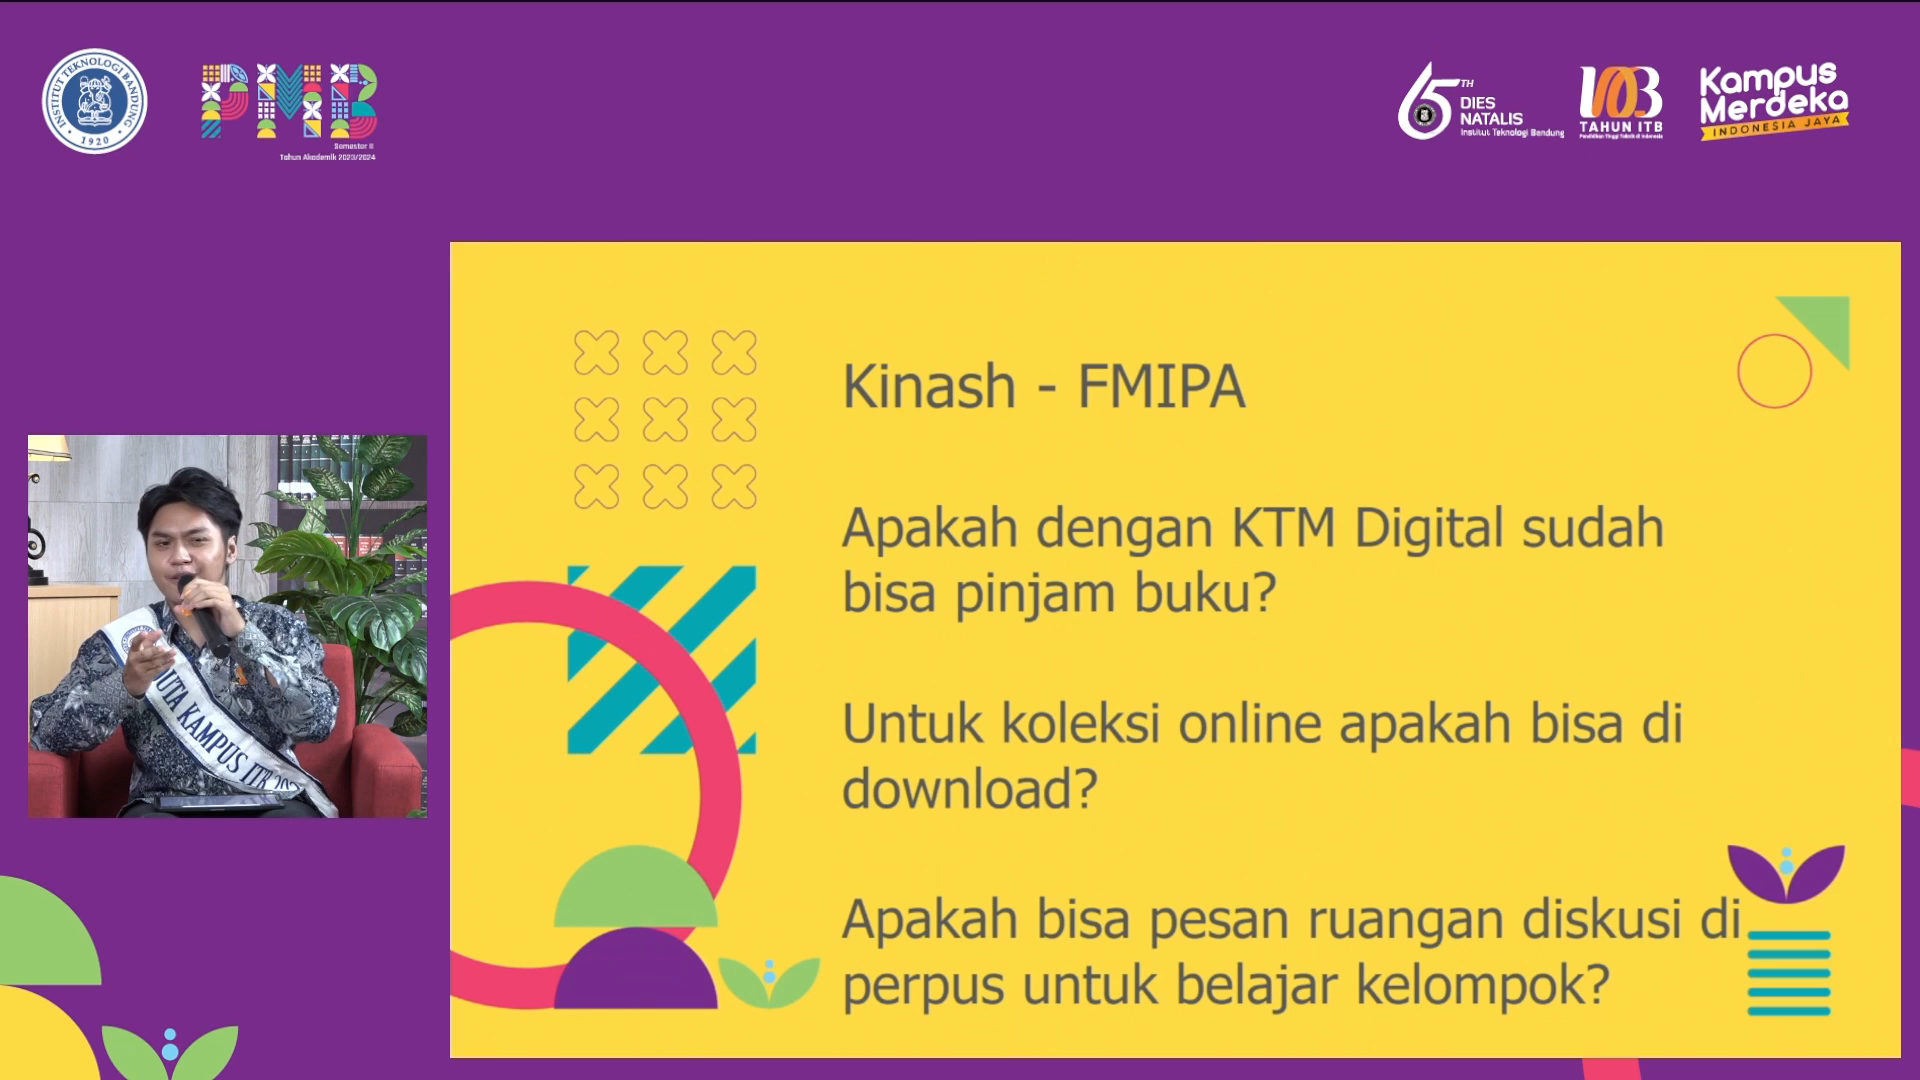 INSTITUT TEKNOLOGI BANDUNG
1920
PMB
Semester II
Tahun Akademik 2023/2024
65TH
DIES
NATALIS
Institut Teknologi Bandung
103
TAHUN ITB
Pendidikan Tinggi Teknik di Indonesia
Kampus
Merdeka
INDONESIA JAYA
Kinash - FMIPA
Apakah dengan KTM Digital sudah
bisa pinjam buku?
Untuk koleksi online apakah bisa di
download?
Apakah bisa pesan ruangan diskusi di
perpus untuk belajar kelompok?
DUTA KAMPUS ITB